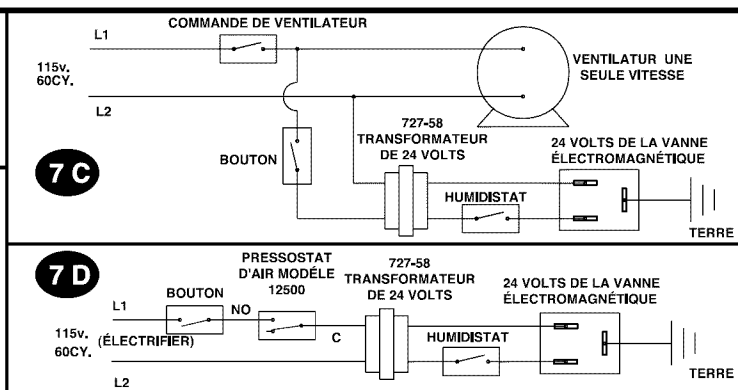 COMMANDE DE VENTILATEUR
L1
115v.
60CY.
L2
VENTILATUR UNE
SEULE VITESSE
7 C
BOUTON
727-58
TRANSFORMATEUR
DE 24 VOLTS
HUMIDISTAT
24 VOLTS DE LA VANNE
ÉLECTROMAGNÉTIQUE
TERRE
7 D
L1
BOUTON
NO
PRESSOSTAT
D'AIR MODÉLE
12500
C
115v. (ÉLECTRIFIER)
60CY.
L2
727-58
TRANSFORMATEUR
DE 24 VOLTS
HUMIDISTAT
24 VOLTS DE LA VANNE
ÉLECTROMAGNÉTIQUE
TERRE